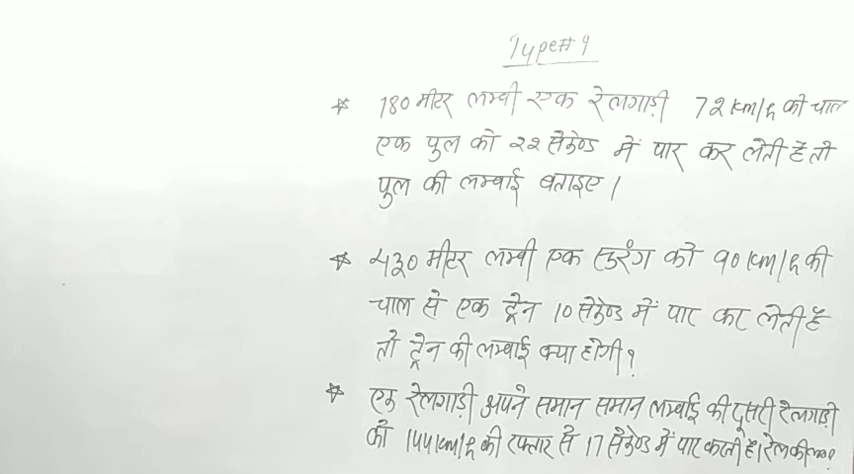 Type# 9
* 180 मीटर लम्बी एक रेलगाड़ी 72 km/h की चाल
एक पुल को 22 सेकेण्ड में पार कर लेती है तो
पुल की लम्बाई बताइए।
* 430 मीटर लम्बी एक सुरंग को 90 km/h की
चाल से एक ट्रेन 10 सेकेण्ड में पार कर लेती है
तो ट्रेन की लम्बाई क्या होगी?
* एक रेलगाड़ी अपने समान समान लम्बाई की दूसरी रेलगाड़ी
को 144 km/h की रफ्तार से 17 सेकेण्ड में पार करती है। रेल की